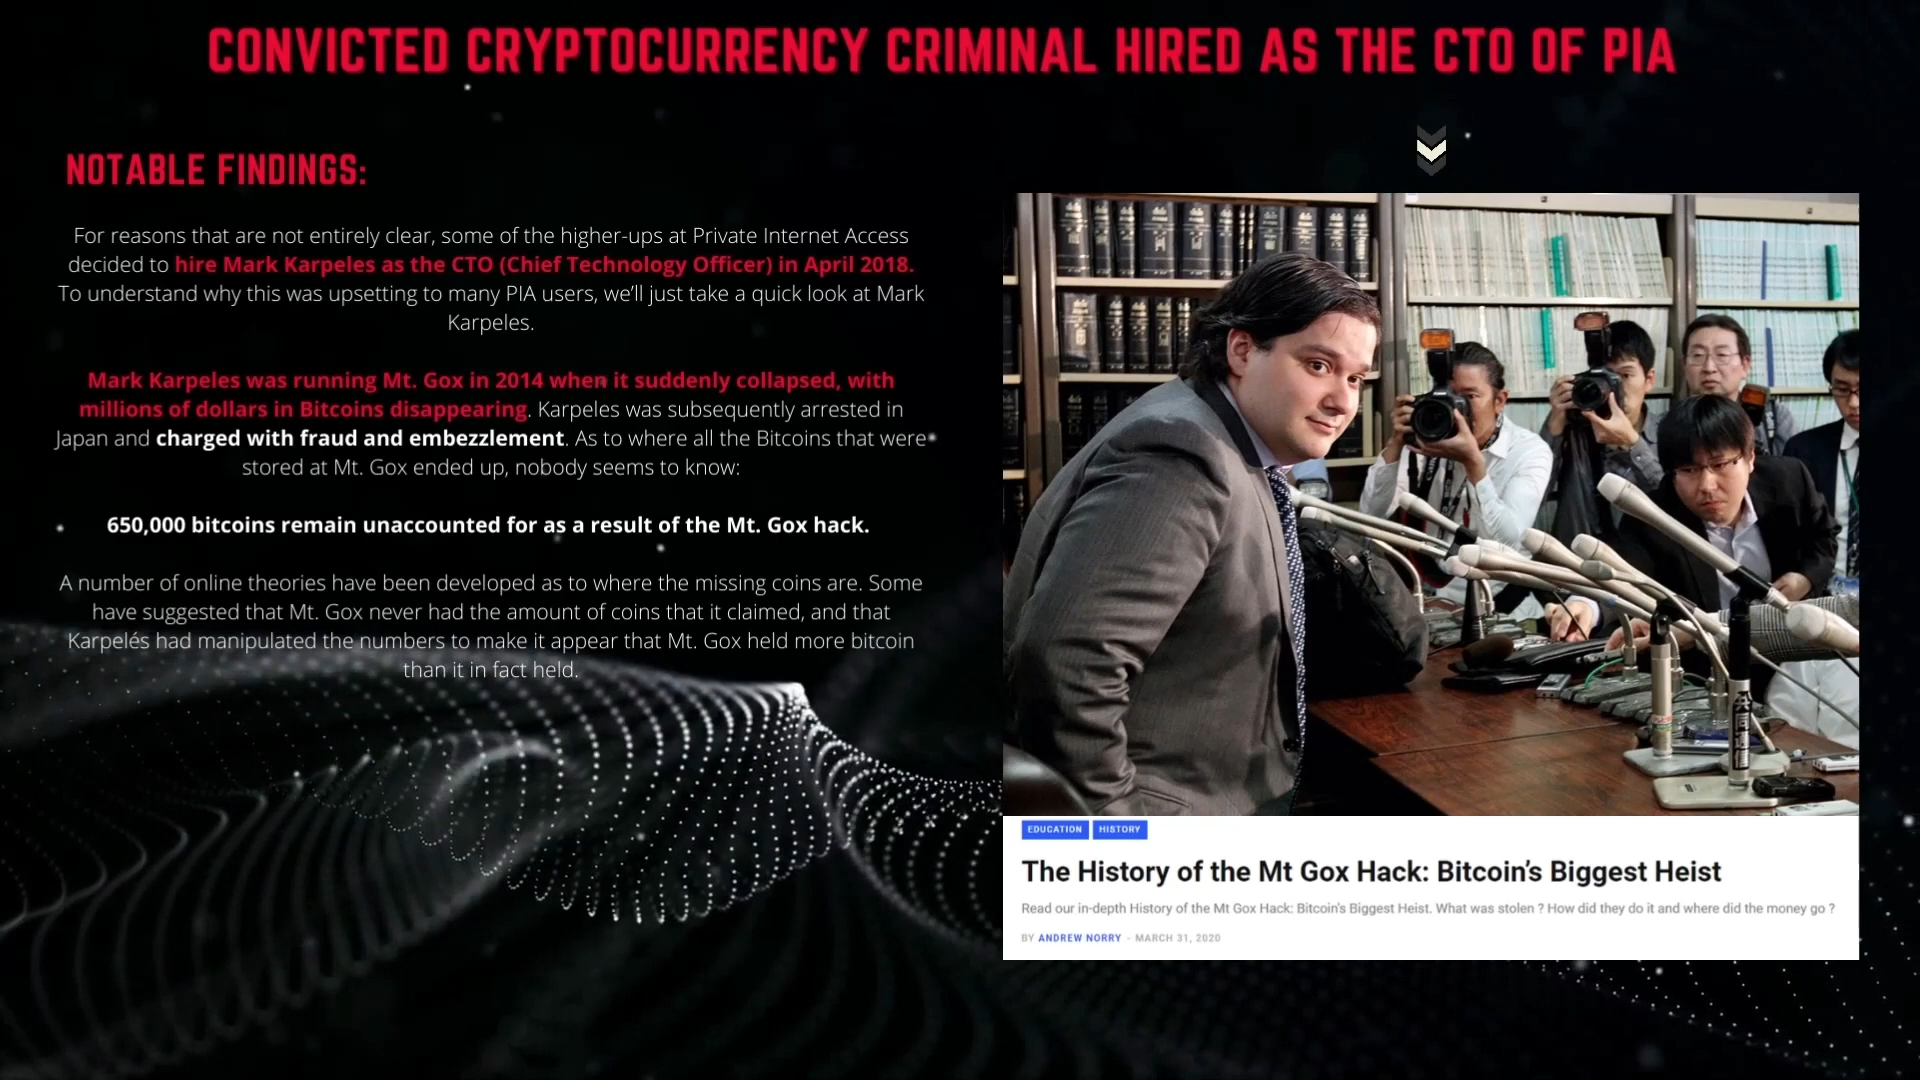 CONVICTED CRYPTOCURRENCY CRIMINAL HIRED AS THE CTO OF PIA
NOTABLE FINDINGS:
For reasons that are not entirely clear, some of the higher-ups at Private Internet Access
decided to hire Mark Karpeles as the CTO (Chief Technology Officer) in April 2018.
To understand why this was upsetting to many PIA users, we’ll just take a quick look at Mark
Karpeles.
Mark Karpeles was running Mt. Gox in 2014 when it suddenly collapsed, with
millions of dollars in Bitcoins disappearing. Karpeles was subsequently arrested in
Japan and charged with fraud and embezzlement. As to where all the Bitcoins that were
stored at Mt. Gox ended up, nobody seems to know:
650,000 bitcoins remain unaccounted for as a result of the Mt. Gox hack.
A number of online theories have been developed as to where the missing coins are. Some
have suggested that Mt. Gox never had the amount of coins that it claimed, and that
Karpelés had manipulated the numbers to make it appear that Mt. Gox held more bitcoin
than it in fact held.
EDUCATION HISTORY
The History of the Mt Gox Hack: Bitcoin’s Biggest Heist
Read our in-depth History of the Mt Gox Hack: Bitcoin's Biggest Heist. What was stolen ? How did they do it and where did the money go ?
BY ANDREW NORRY - MARCH 31, 2020